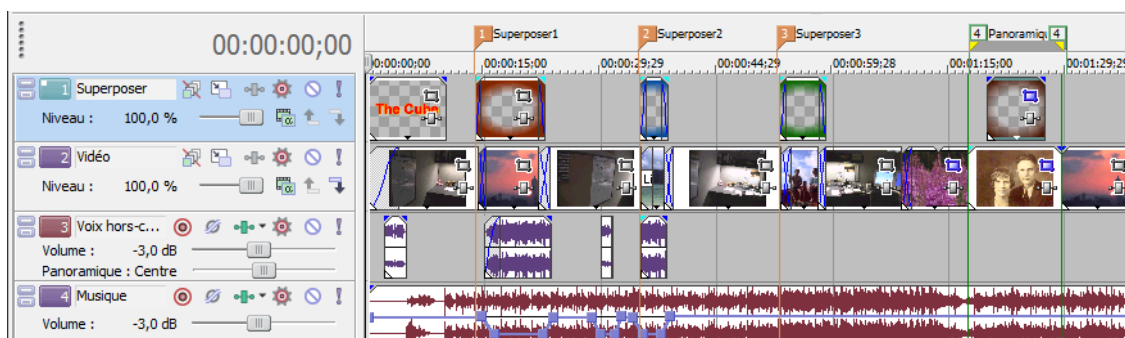 1 Superposer1
2 Superposer2
3 Superposer3
4 Panoramiqu 4
00:00:00;00
0:00:00;00 00:00:15;00 00:00:29;29 00:00:44;29 00:00:59;28 00:01:15;00 00:01:29;29
1 Superposer
Niveau : 100,0 %
The Cube
2 Vidéo
Niveau : 100,0 %
3 Voix hors-c...
Volume : -3,0 dB
Panoramique : Centre
4 Musique
Volume : -3,0 dB